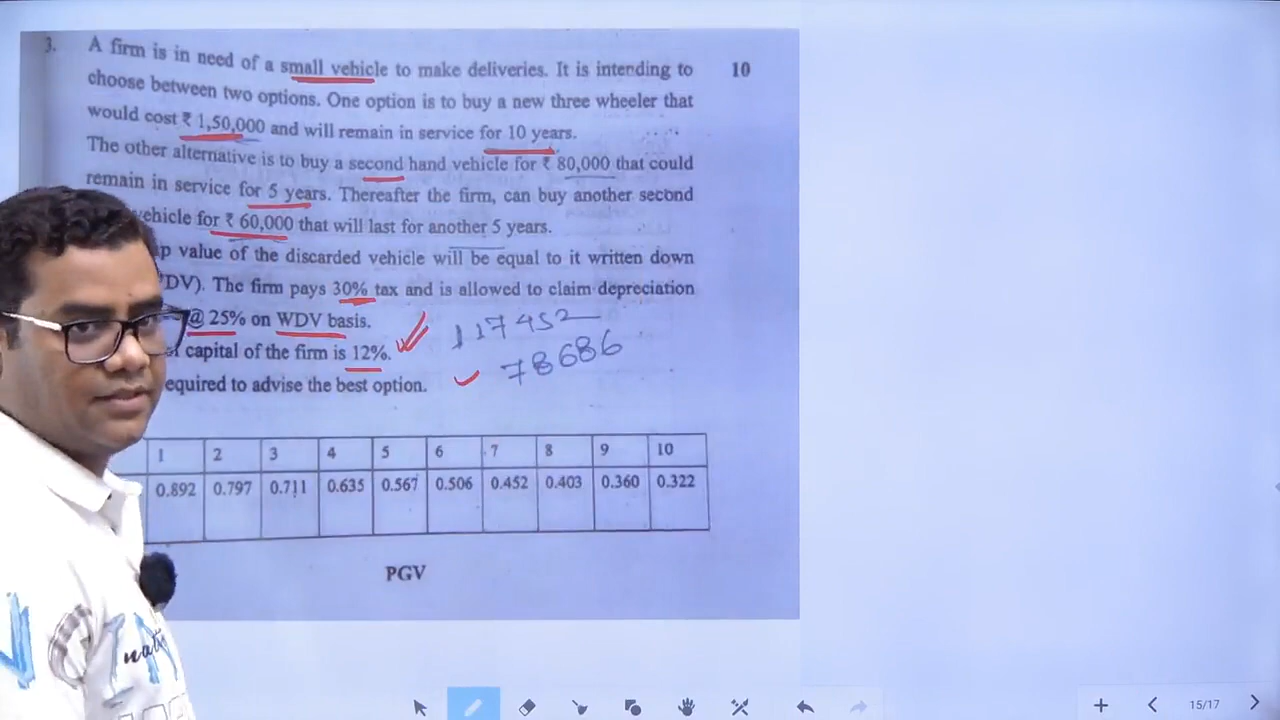 3. A firm is in need of a small vehicle to make deliveries. It is intending to 10
choose between two options. One option is to buy a new three wheeler that
would cost ₹ 1,50,000 and will remain in service for 10 years.
The other alternative is to buy a second hand vehicle for ₹ 80,000 that could
remain in service for 5 years. Thereafter the firm, can buy another second
vehicle for ₹ 60,000 that will last for another 5 years.
value of the discarded vehicle will be equal to it written down
DV). The firm pays 30% tax and is allowed to claim depreciation
@ 25% on WDV basis.
117452
capital of the firm is 12%.
78686
equired to advise the best option.
1 2 3 4 5 6 7 8 9 10
0.892 0.797 0.711 0.635 0.567 0.506 0.452 0.403 0.360 0.322
PGV
15/17